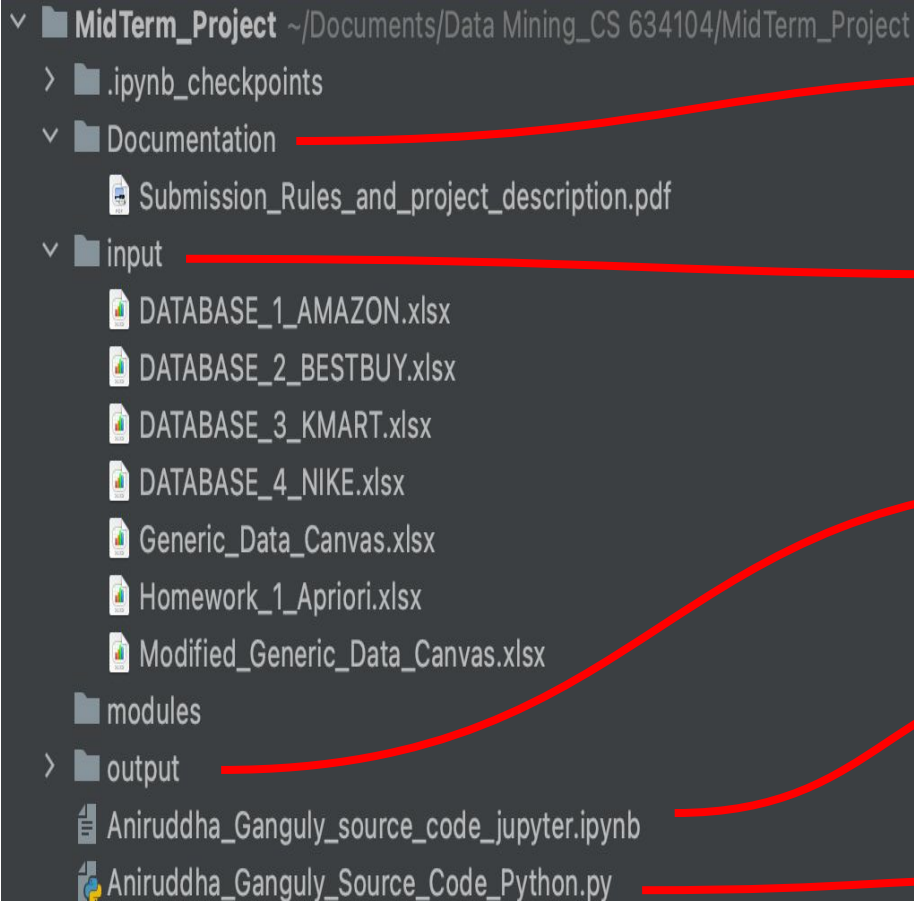 MidTerm_Project ~/Documents/Data Mining_CS 634104/MidTerm_Project
.ipynb_checkpoints
Documentation
Submission_Rules_and_project_description.pdf
input
DATABASE_1_AMAZON.xlsx
DATABASE_2_BESTBUY.xlsx
DATABASE_3_KMART.xlsx
DATABASE_4_NIKE.xlsx
Generic_Data_Canvas.xlsx
Homework_1_Apriori.xlsx
Modified_Generic_Data_Canvas.xlsx
modules
output
Aniruddha_Ganguly_source_code_jupyter.ipynb
Aniruddha_Ganguly_Source_Code_Python.py